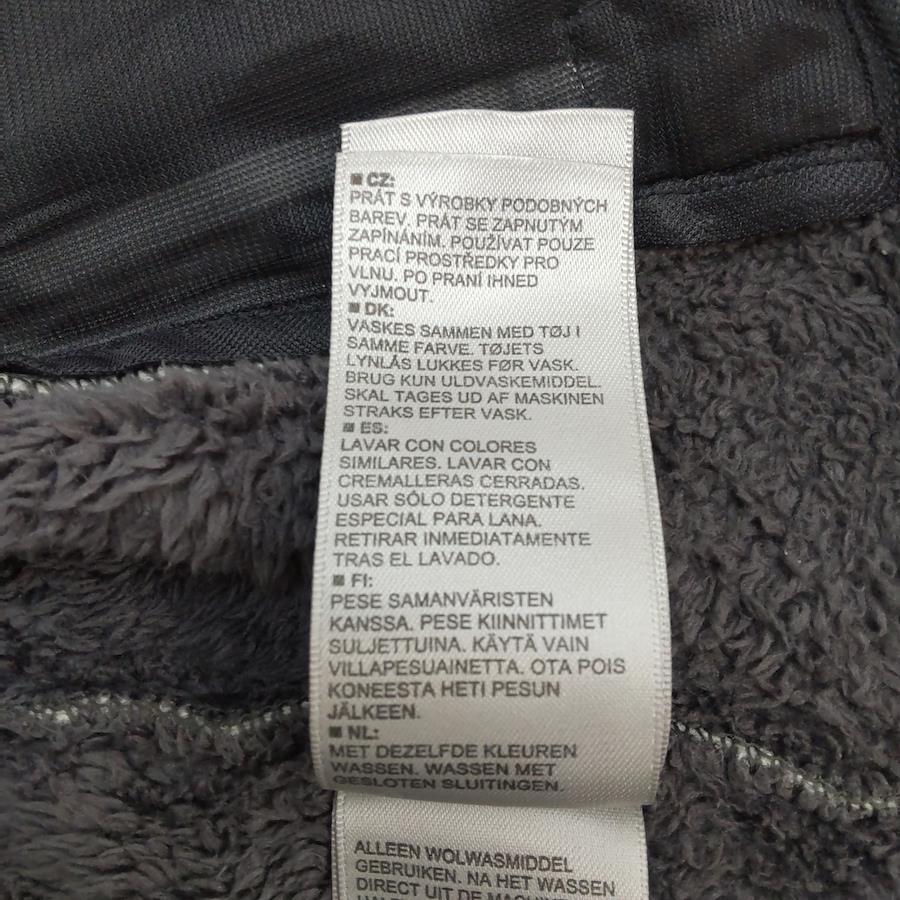 ■ CZ:
PRÁT S VÝROBKY PODOBNÝCH
BAREV. PRÁT SE ZAPNUTÝM
ZAPÍNÁNÍM. POUŽÍVAT POUZE
PRACÍ PROSTŘEDKY PRO
VLNU. PO PRANÍ IHNED
VYJMOUT.
■ DK:
VASKES SAMMEN MED TØJ I
SAMME FARVE. TØJETS
LYNLÅS LUKKES FØR VASK.
BRUG KUN ULDVASKEMIDDEL.
SKAL TAGES UD AF MASKINEN
STRAKS EFTER VASK.
■ ES:
LAVAR CON COLORES
SIMILARES. LAVAR CON
CREMALLERAS CERRADAS.
USAR SÓLO DETERGENTE
ESPECIAL PARA LANA.
RETIRAR INMEDIATAMENTE
TRAS EL LAVADO.
■ FI:
PESE SAMANVÄRISTEN
KANSSA. PESE KIINNITTIMET
SULJETTUINA. KÄYTÄ VAIN
VILLAPESUAINETTA. OTA POIS
KONEESTA HETI PESUN
JÄLKEEN.
■ NL:
MET DEZELFDE KLEUREN
WASSEN. WASSEN MET
GESLOTEN SLUITINGEN.
ALLEEN WOLWASMIDDEL
GEBRUIKEN. NA HET WASSEN
DIRECT UIT DE